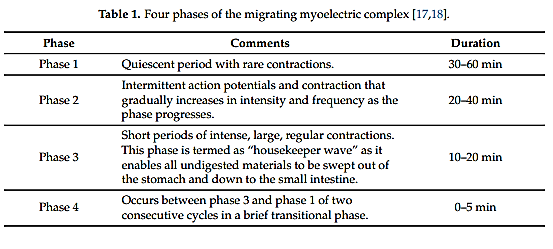 Table 1. Four phases of the migrating myoelectric complex [17,18].
Phase Comments Duration
Phase 1 Quiescent period with rare contractions. 30–60 min
Intermittent action potentials and contraction that
Phase 2 gradually increases in intensity and frequency as the 20–40 min
phase progresses.
Short periods of intense, large, regular contractions.
Phase 3 This phase is termed as “housekeeper wave” as it 10–20 min
enables all undigested materials to be swept out of
the stomach and down to the small intestine.
Phase 4 Occurs between phase 3 and phase 1 of two 0–5 min
consecutive cycles in a brief transitional phase.